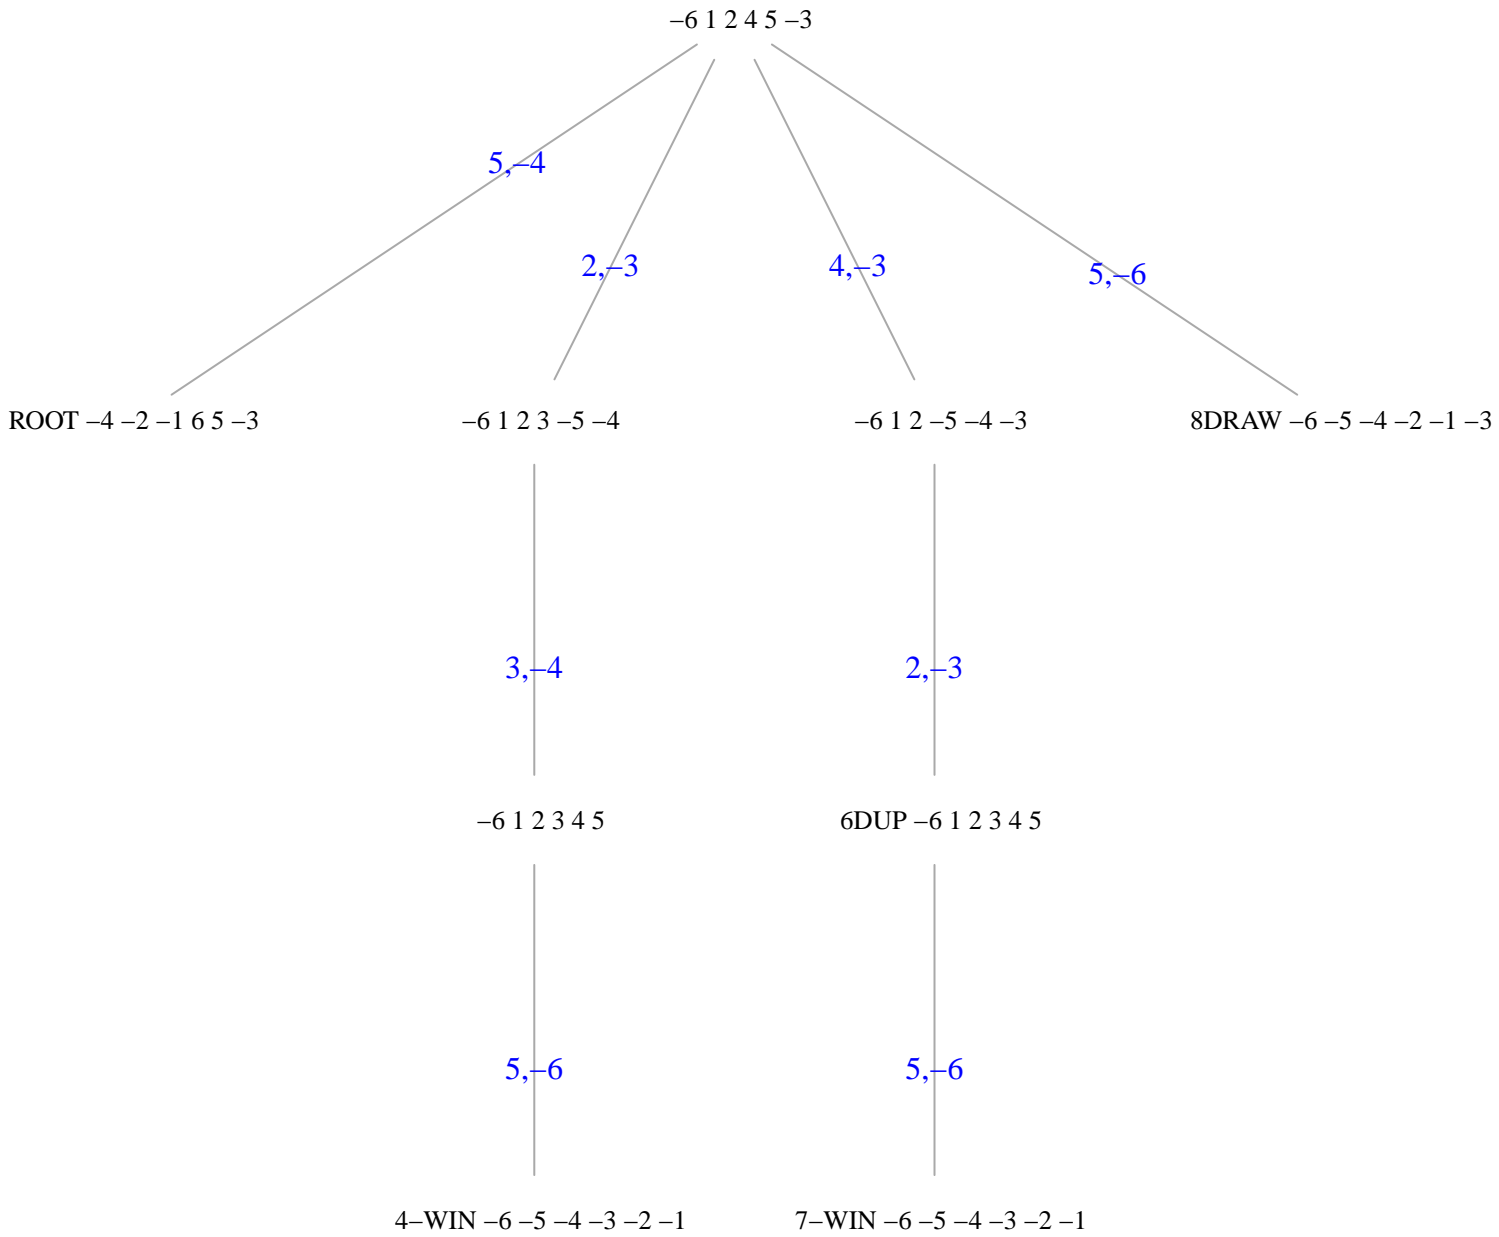 –6 1 2 4 5 –3
5,–4
2,–3
4,–3
5,–6
ROOT –4 –2 –1 6 5 –3
–6 1 2 3 –5 –4
–6 1 2 –5 –4 –3
8DRAW –6 –5 –4 –2 –1 –3
3,–4
2,–3
–6 1 2 3 4 5
6DUP –6 1 2 3 4 5
5,–6
5,–6
4–WIN –6 –5 –4 –3 –2 –1
7–WIN –6 –5 –4 –3 –2 –1